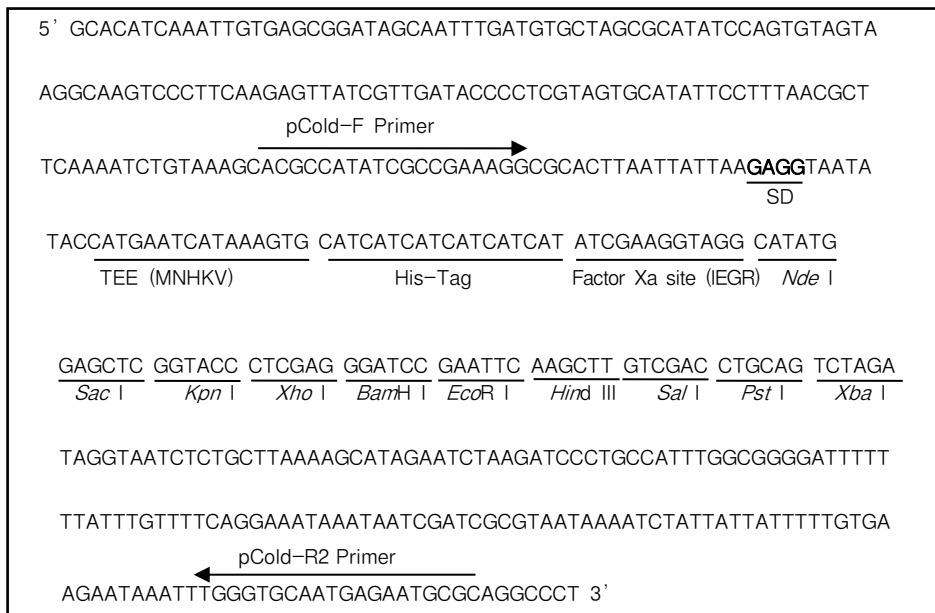 5' GCACATCAAATTGTGAGCGGATAGCAATTTGATGTGCTAGCGCATATCCAGTGTAGTA
AGGCAAGTCCCTTCAAGAGTTATCGTTGATACCCCTCGTAGTGCATATTCCTTTAACGCT
pCold-F Primer
TCAAAATCTGTAAAGCACGCCATATCGCCGAAAGGCGCACTTAATTATTAAGAGGTAATA
SD
TACCATGAATCATAAAGTG CATCATCATCATCATCAT ATCGAAGGTAGG CATATG
TEE (MNHKV) His-Tag Factor Xa site (IEGR) Nde I
GAGCTC GGTACC CTCGAG GGATCC GAATTC AAGCTT GTCGAC CTGCAG TCTAGA
Sac I Kpn I Xho I BamH I EcoR I Hind III Sal I Pst I Xba I
TAGGTAATCTCTGCTTAAAAGCATAGAATCTAAGATCCCTGCCATTTGGCGGGGATTTTT
TTATTTGTTTTCAGGAAATAAATAATCGATCGCGTAATAAAATCTATTATTATTTTTGTGA
pCold-R2 Primer
AGAATAAATTTGGGTGCAATGAGAATGCGCAGGCCCT 3'